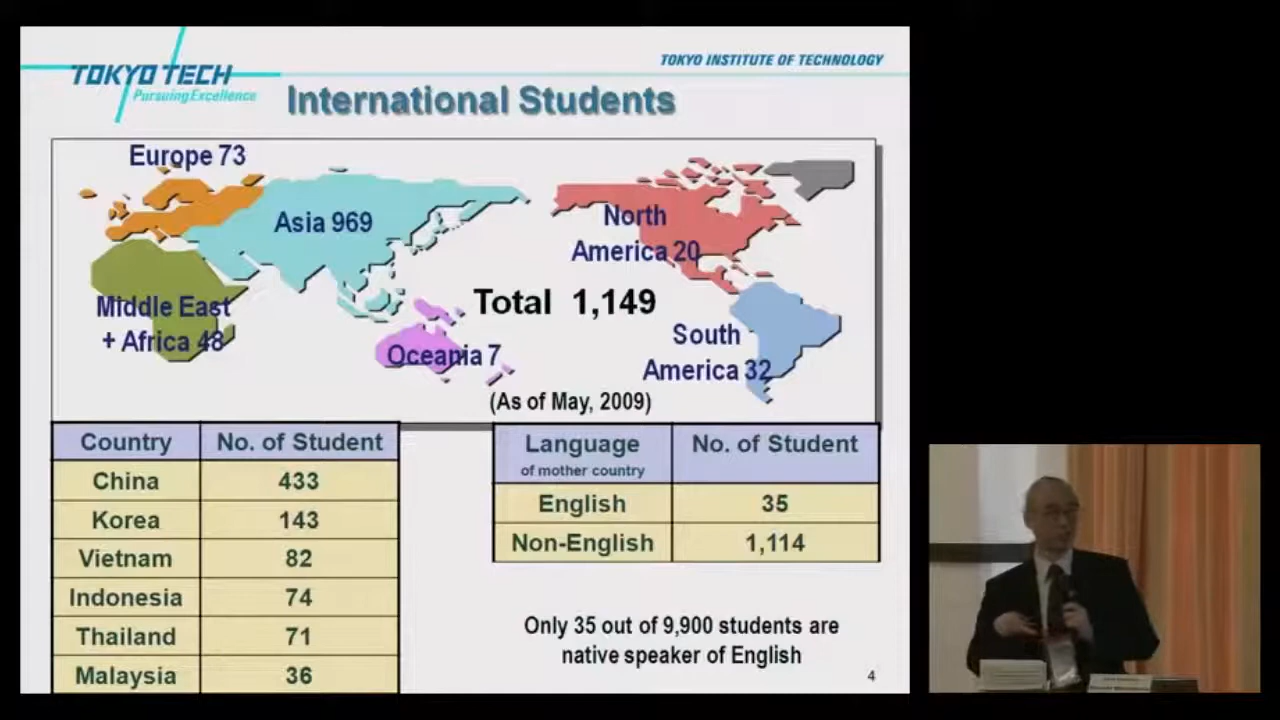 TOKYO TECH
Pursuing Excellence
TOKYO INSTITUTE OF TECHNOLOGY
International Students
Europe 73
Asia 969
North
America 20
Middle East
+ Africa 48
Total 1,149
South
America 32
Oceania 7
(As of May, 2009)
Country No. of Student
China 433
Korea 143
Vietnam 82
Indonesia 74
Thailand 71
Malaysia 36
Language No. of Student
of mother country
English 35
Non-English 1,114
Only 35 out of 9,900 students are
native speaker of English
4